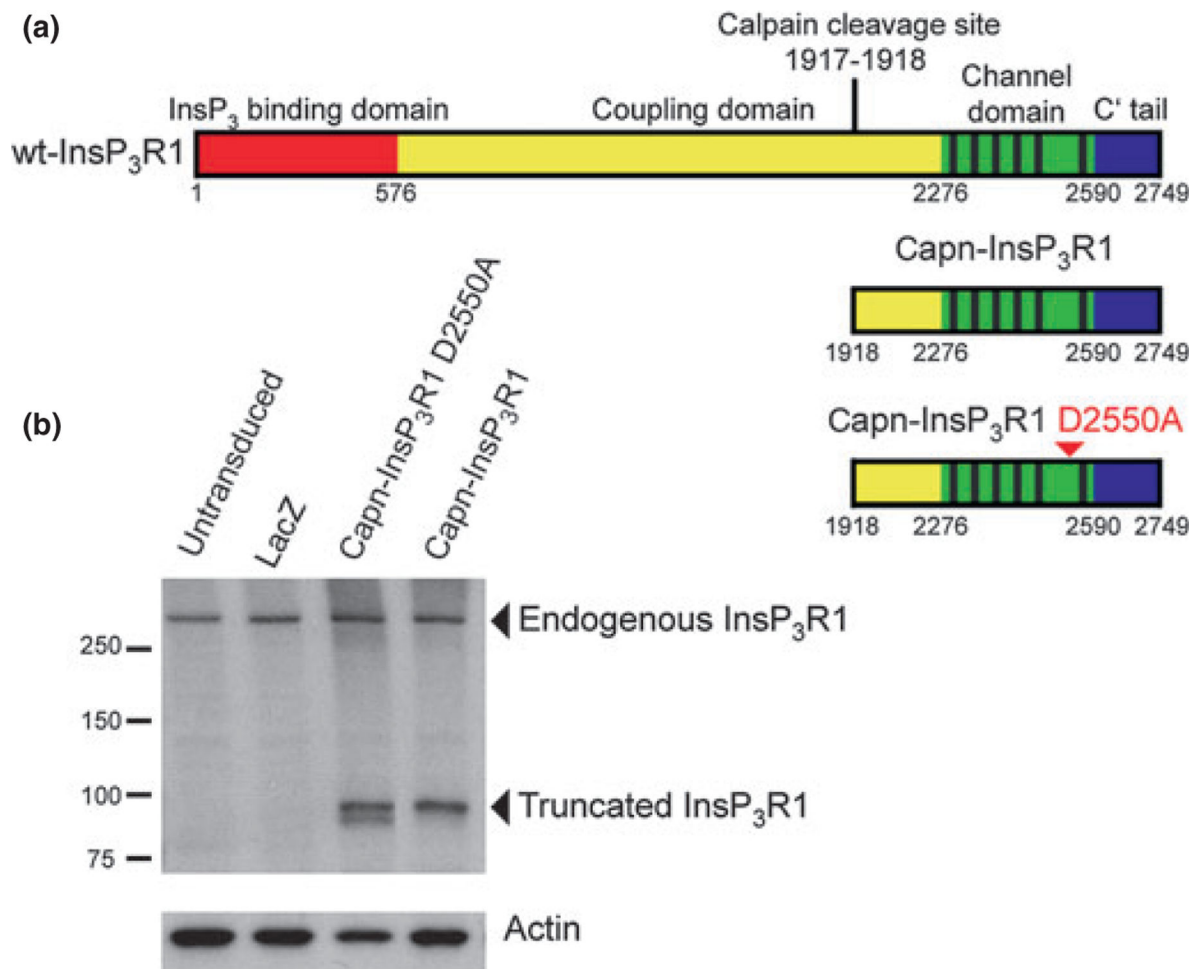 (a)
Calpain cleavage site
1917-1918
InsP₃ binding domain
Coupling domain
Channel
domain
C' tail
wt-InsP₃R1
1
576
2276
2590
2749
Capn-InsP₃R1
1918
2276
2590
2749
Capn-InsP₃R1 D2550A
1918
2276
2590
2749
(b)
Untransduced
LacZ
Capn-InsP₃R1 D2550A
Capn-InsP₃R1
Endogenous InsP₃R1
250
150
100
Truncated InsP₃R1
75
Actin